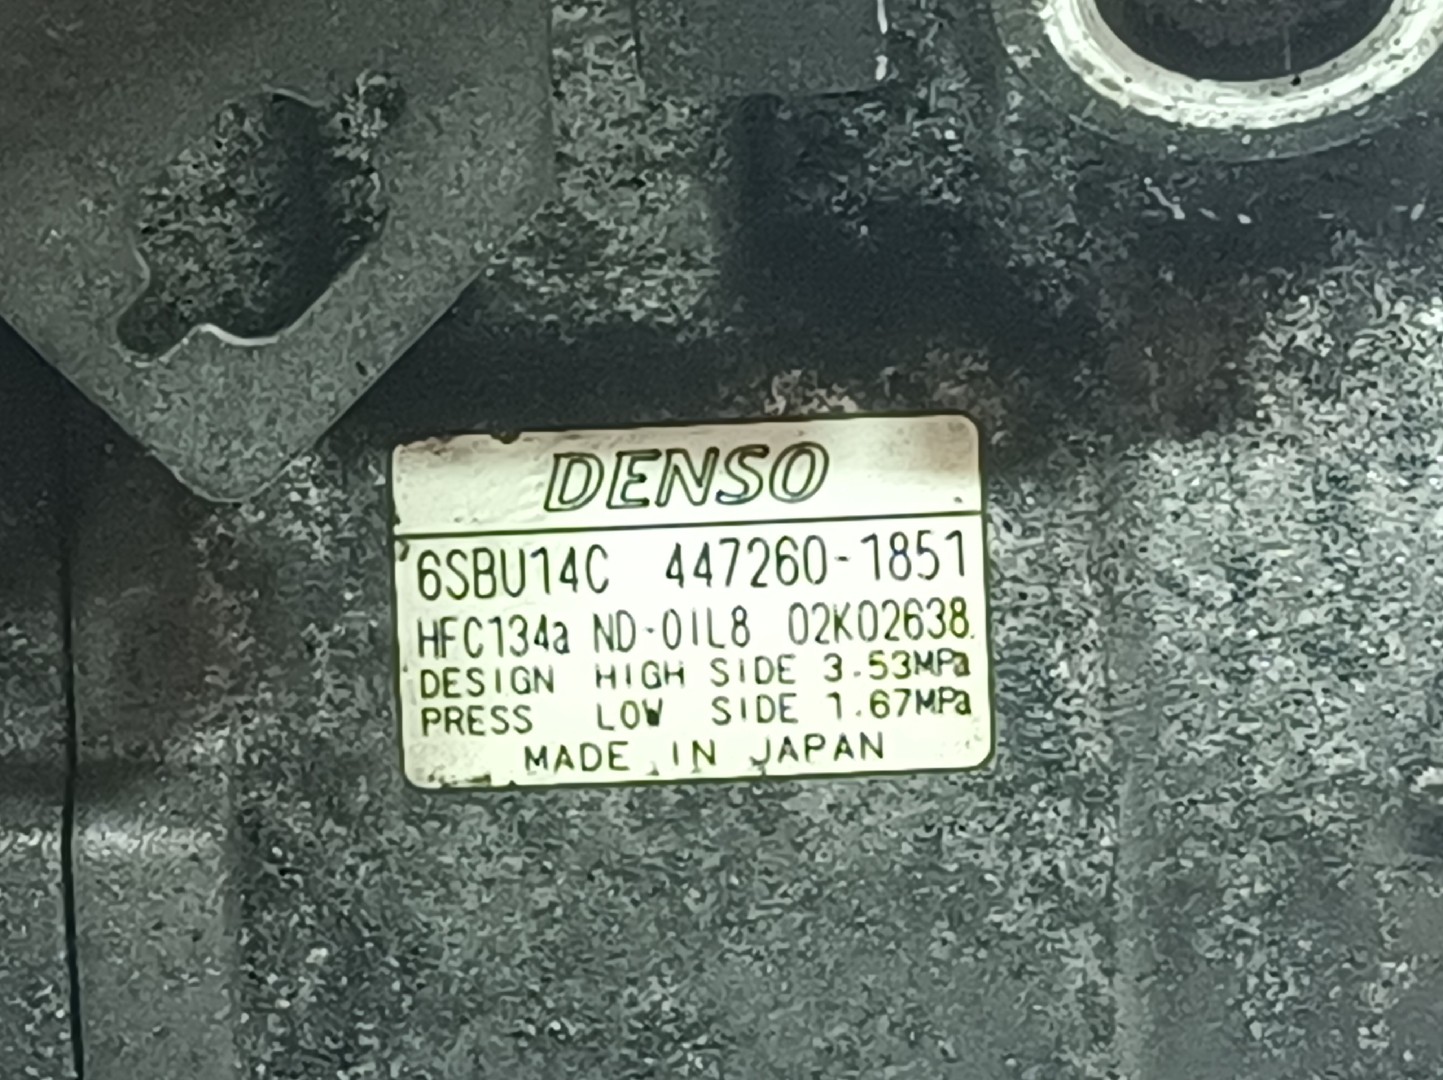 DENSO
6SBU14C 447260-1851
HFC134a ND-OIL8 02K02638
DESIGN HIGH SIDE 3.53MPa
PRESS LOW SIDE 1.67MPa
MADE IN JAPAN